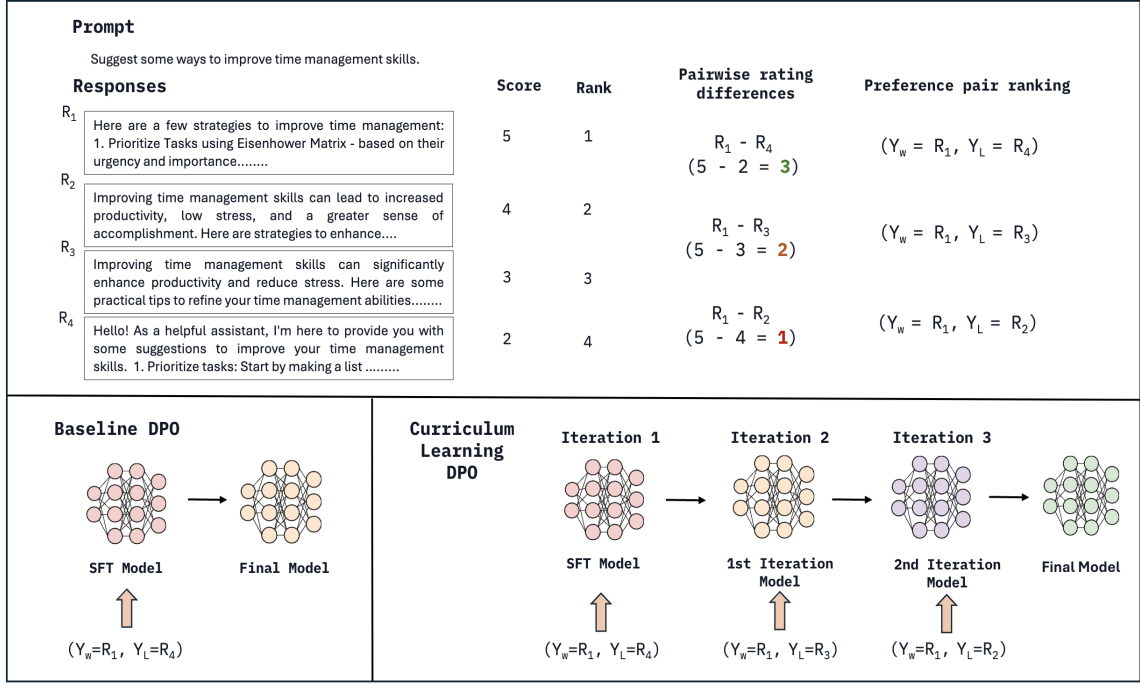 Prompt
Suggest some ways to improve time management skills.
Responses
Score
Rank
Pairwise rating
differences
Preference pair ranking
R1
Here are a few strategies to improve time management:
1. Prioritize Tasks using Eisenhower Matrix - based on their
urgency and importance........
5
1
R1 - R4
(5 - 2 = 3)
(Yw = R1, YL = R4)
R2
Improving time management skills can lead to increased
productivity, low stress, and a greater sense of
accomplishment. Here are strategies to enhance....
4
2
R1 - R3
(5 - 3 = 2)
(Yw = R1, YL = R3)
R3
Improving time management skills can significantly
enhance productivity and reduce stress. Here are some
practical tips to refine your time management abilities........
3
3
R1 - R2
(5 - 4 = 1)
(Yw = R1, YL = R2)
R4
Hello! As a helpful assistant, I'm here to provide you with
some suggestions to improve your time management
skills. 1. Prioritize tasks: Start by making a list .........
2
4
Baseline DPO
SFT Model
Final Model
(Yw=R1, YL=R4)
Curriculum
Learning
DPO
Iteration 1
Iteration 2
Iteration 3
SFT Model
1st Iteration
Model
2nd Iteration
Model
Final Model
(Yw=R1, YL=R4)
(Yw=R1, YL=R3)
(Yw=R1, YL=R2)